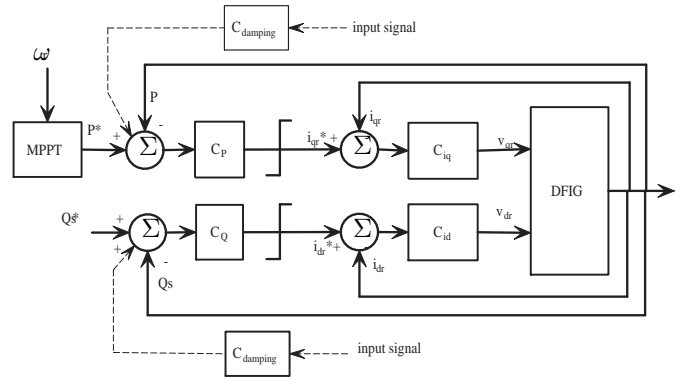 C_damping
input signal
ω
P
-
P*
+
MPPT
Σ
C_P
i_qr
-
i_qr* +
Σ
C_iq
v_qr
DFIG
Qs*
+
+
Σ
-
Qs
C_Q
i_dr* +
Σ
-
i_dr
C_id
v_dr
C_damping
input signal